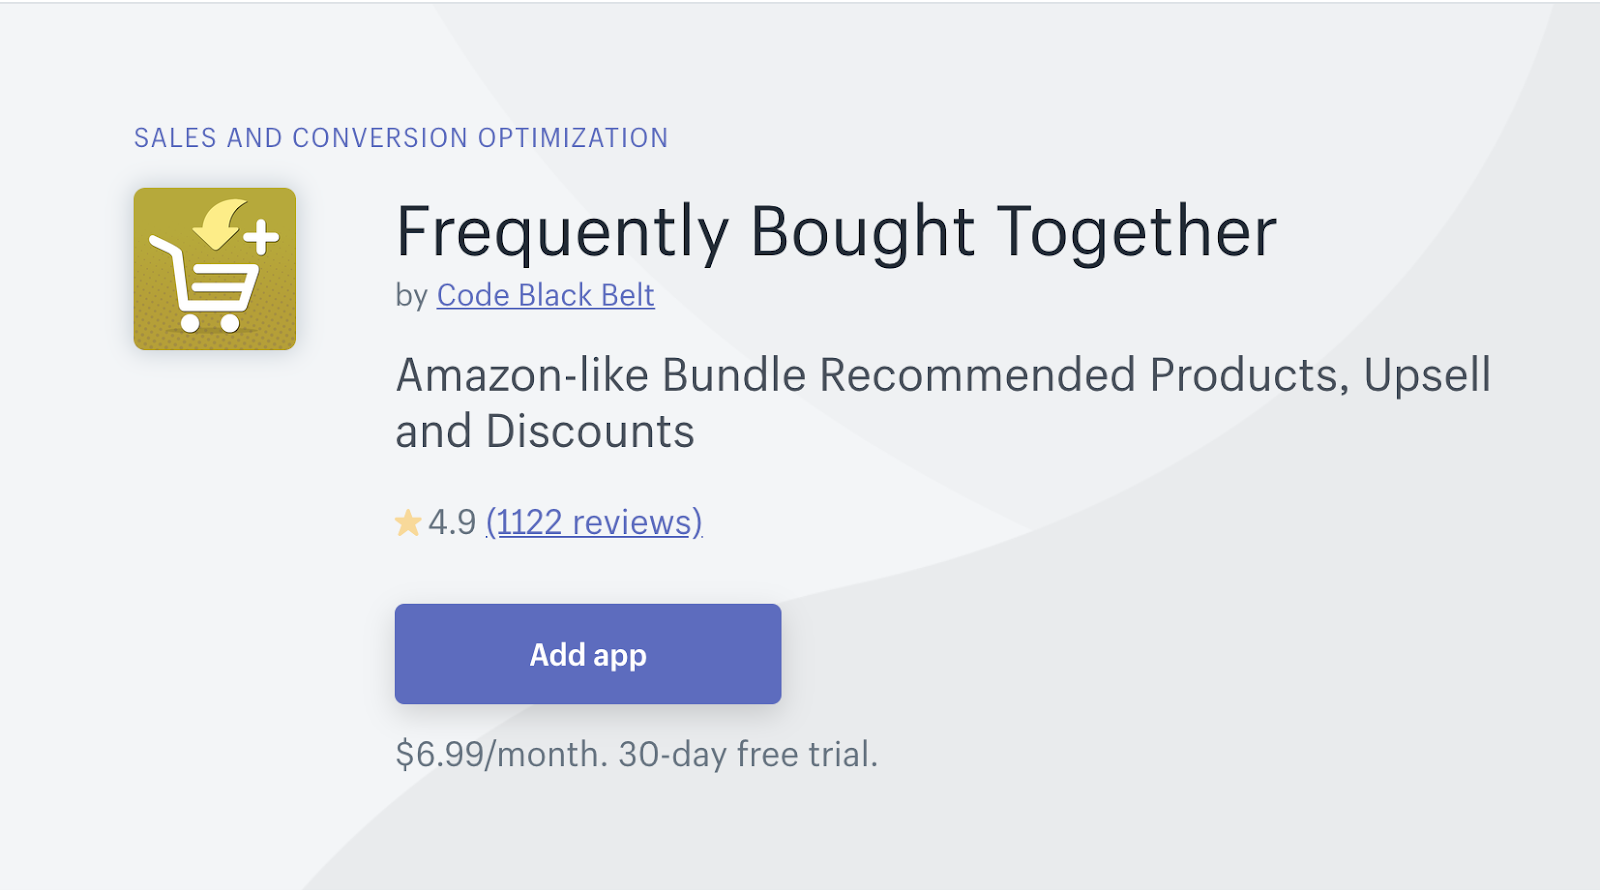 SALES AND CONVERSION OPTIMIZATION
Frequently Bought Together
by Code Black Belt
Amazon-like Bundle Recommended Products, Upsell
and Discounts
4.9 (1122 reviews)
Add app
$6.99/month. 30-day free trial.